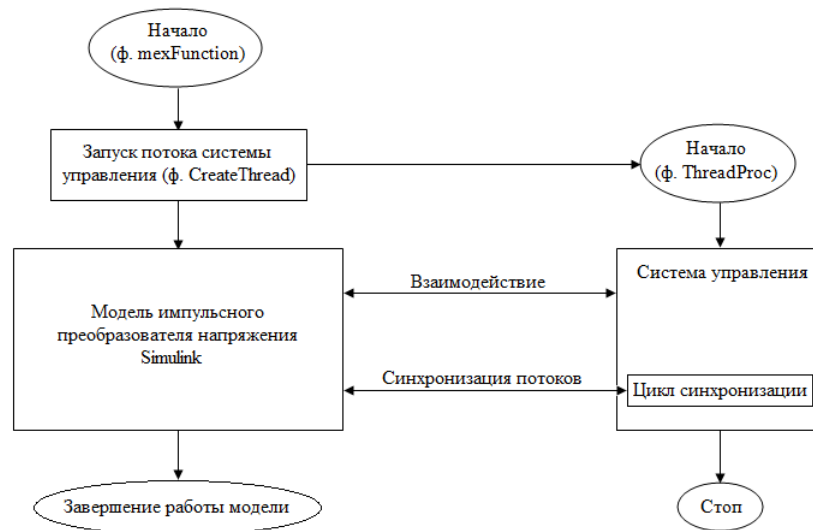 Начало
(ф. mexFunction)
Запуск потока системы
управления (ф. CreateThread)
Начало
(ф. ThreadProc)
Модель импульсного
преобразователя напряжения
Simulink
Взаимодействие
Система управления
Синхронизация потоков
Цикл синхронизации
Завершение работы модели
Стоп